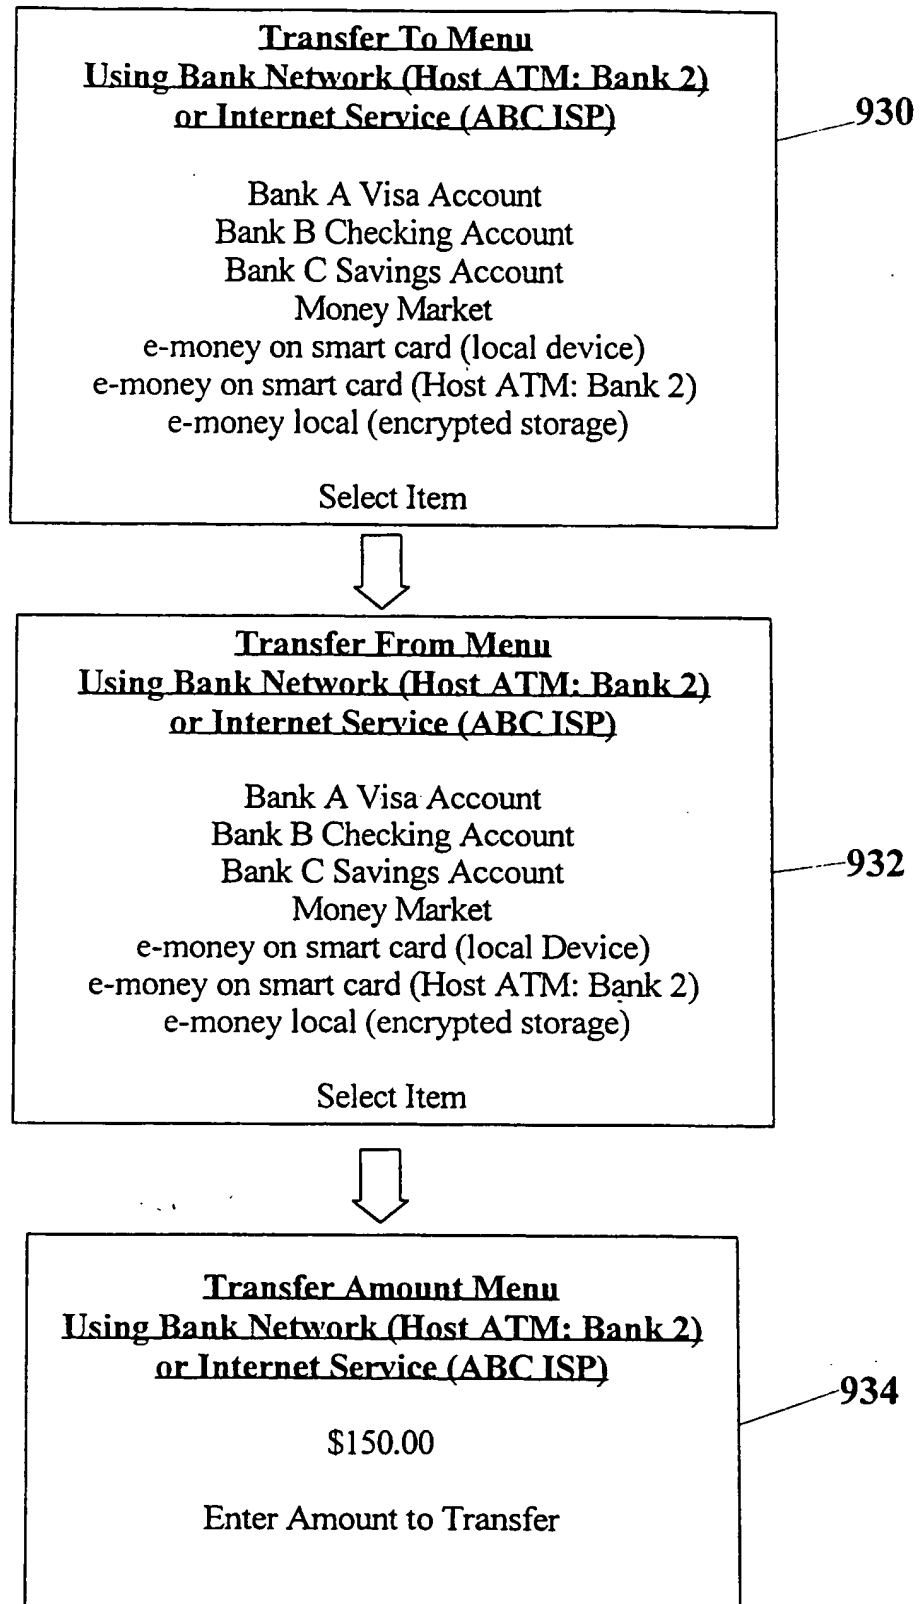 Transfer To Menu
Using Bank Network (Host ATM: Bank 2)
or Internet Service (ABC ISP)
930
Bank A Visa Account
Bank B Checking Account
Bank C Savings Account
Money Market
e-money on smart card (local device)
e-money on smart card (Host ATM: Bank 2)
e-money local (encrypted storage)
Select Item
Transfer From Menu
Using Bank Network (Host ATM: Bank 2)
or Internet Service (ABC ISP)
Bank A Visa Account
Bank B Checking Account
Bank C Savings Account
932
Money Market
e-money on smart card (local Device)
e-money on smart card (Host ATM: Bank 2)
e-money local (encrypted storage)
Select Item
Transfer Amount Menu
Using Bank Network (Host ATM: Bank 2)
or Internet Service (ABC ISP)
934
$150.00
Enter Amount to Transfer